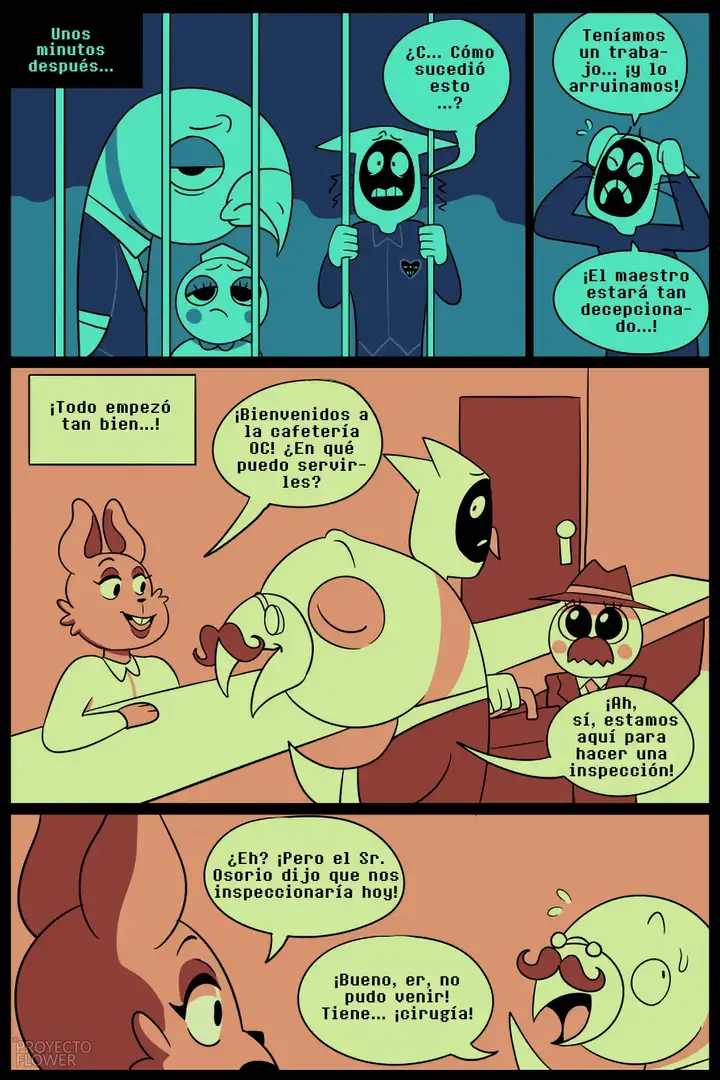 Unos
minutos
después...
¿C... Cómo
sucedió
esto
...?
Teníamos
un traba-
jo... ¡y lo
arruinamos!
¡El maestro
estará tan
decepciona-
do...!
¡Todo empezó
tan bien...!
¡Bienvenidos a
la cafetería
OC! ¿En qué
puedo servir-
les?
¡Ah,
sí, estamos
aquí para
hacer una
inspección!
¿Eh? ¡Pero el Sr.
Osorio dijo que nos
inspeccionaría hoy!
¡Bueno, er, no
pudo venir!
Tiene... ¡cirugía!
PROYECTO
FLOWER